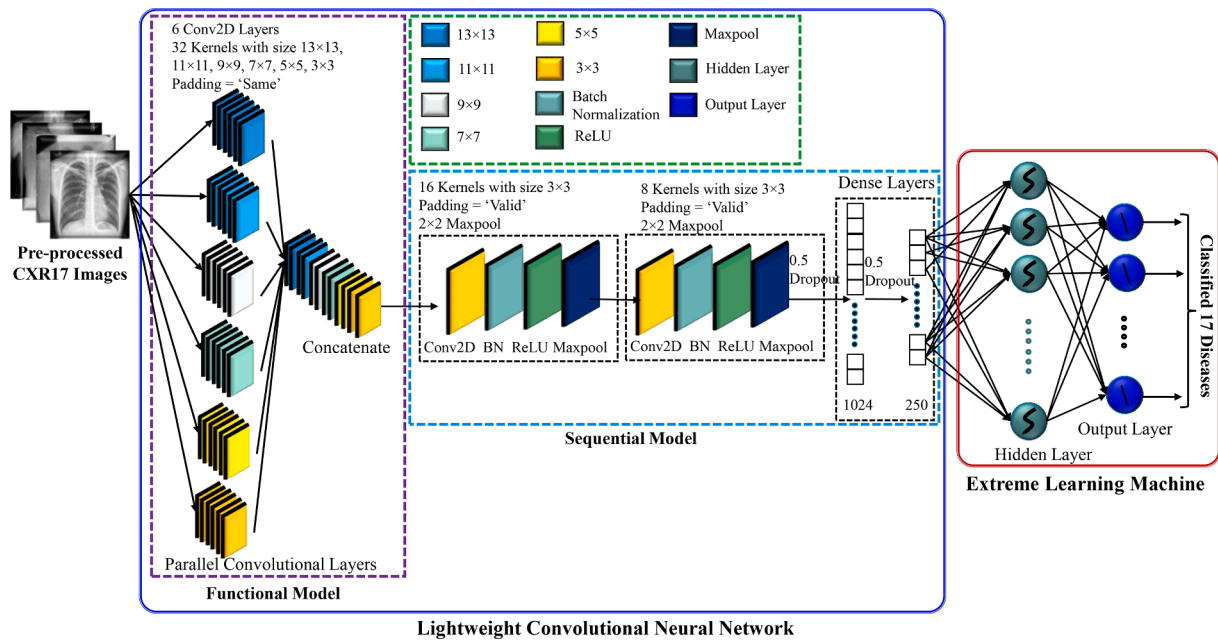 6 Conv2D Layers
32 Kernels with size 13×13,
11×11, 9×9, 7×7, 5×5, 3×3
Padding = ‘Same’
Pre-processed
CXR17 Images
Concatenate
Parallel Convolutional Layers
Functional Model
13×13
11×11
9×9
7×7
5×5
3×3
Batch
Normalization
ReLU
Maxpool
Hidden Layer
Output Layer
16 Kernels with size 3×3
Padding = ‘Valid’
2×2 Maxpool
Conv2D BN ReLU Maxpool
8 Kernels with size 3×3
Padding = ‘Valid’
2×2 Maxpool
Conv2D BN ReLU Maxpool
0.5
Dropout
Dense Layers
0.5
Dropout
1024
250
Sequential Model
Hidden Layer
Output Layer
Classified 17 Diseases
Extreme Learning Machine
Lightweight Convolutional Neural Network